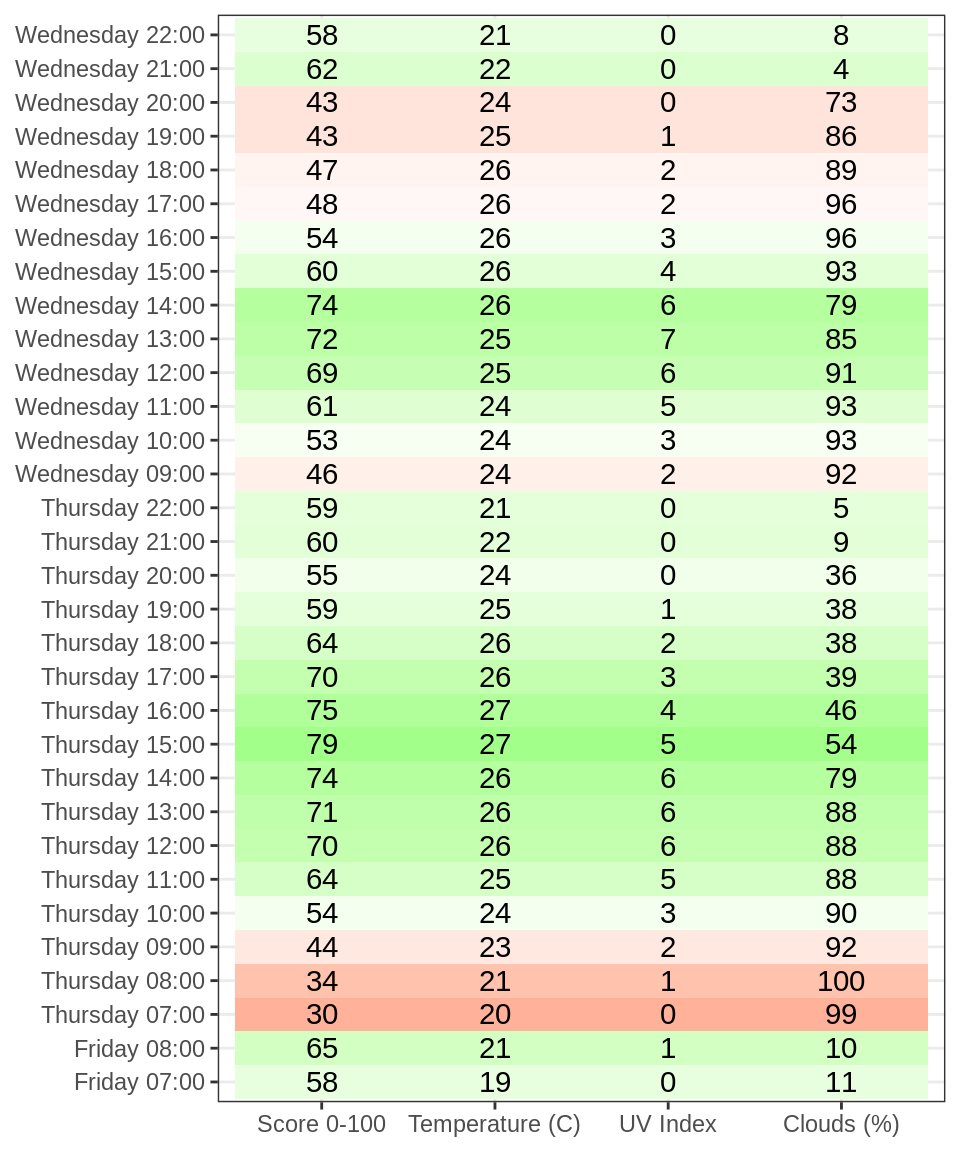 Wednesday 22:00 58 21 0 8
Wednesday 21:00 62 22 0 4
Wednesday 20:00 43 24 0 73
Wednesday 19:00 43 25 1 86
Wednesday 18:00 47 26 2 89
Wednesday 17:00 48 26 2 96
Wednesday 16:00 54 26 3 96
Wednesday 15:00 60 26 4 93
Wednesday 14:00 74 26 6 79
Wednesday 13:00 72 25 7 85
Wednesday 12:00 69 25 6 91
Wednesday 11:00 61 24 5 93
Wednesday 10:00 53 24 3 93
Wednesday 09:00 46 24 2 92
Thursday 22:00 59 21 0 5
Thursday 21:00 60 22 0 9
Thursday 20:00 55 24 0 36
Thursday 19:00 59 25 1 38
Thursday 18:00 64 26 2 38
Thursday 17:00 70 26 3 39
Thursday 16:00 75 27 4 46
Thursday 15:00 79 27 5 54
Thursday 14:00 74 26 6 79
Thursday 13:00 71 26 6 88
Thursday 12:00 70 26 6 88
Thursday 11:00 64 25 5 88
Thursday 10:00 54 24 3 90
Thursday 09:00 44 23 2 92
Thursday 08:00 34 21 1 100
Thursday 07:00 30 20 0 99
Friday 08:00 65 21 1 10
Friday 07:00 58 19 0 11
Score 0-100 Temperature (C) UV Index Clouds (%)